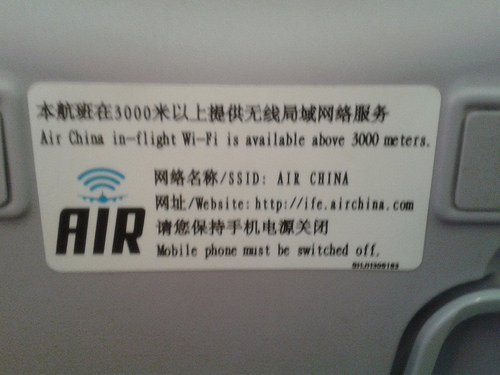 本航班在3000米以上提供无线局域网络服务
Air China in-flight Wi-Fi is available above 3000 meters.
网络名称/SSID: AIR CHINA
网址/Website: http://ife.airchina.com
请您保持手机电源关闭
Mobile phone must be switched off.
AIR